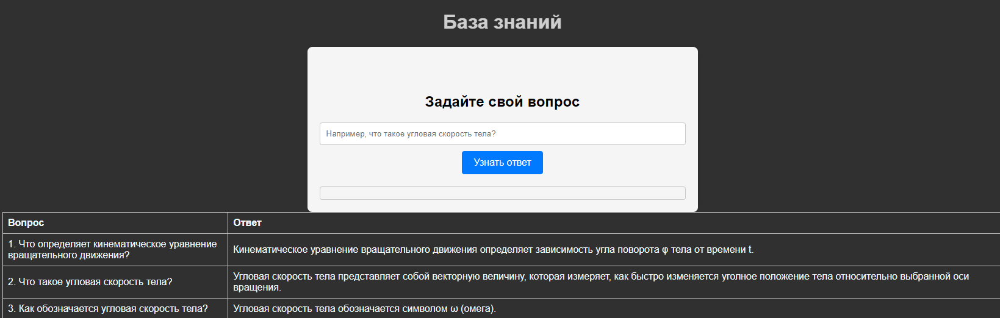 База знаний
Задайте свой вопрос
Например, что такое угловая скорость тела?
Узнать ответ
Вопрос
Ответ
1. Что определяет кинематическое уравнение
вращательного движения?
Кинематическое уравнение вращательного движения определяет зависимость угла поворота φ тела от времени t.
2. Что такое угловая скорость тела?
Угловая скорость тела представляет собой векторную величину, которая измеряет, как быстро изменяется уголное положение тела относительно выбранной оси
вращения.
3. Как обозначается угловая скорость тела?
Угловая скорость тела обозначается символом ω (омега).